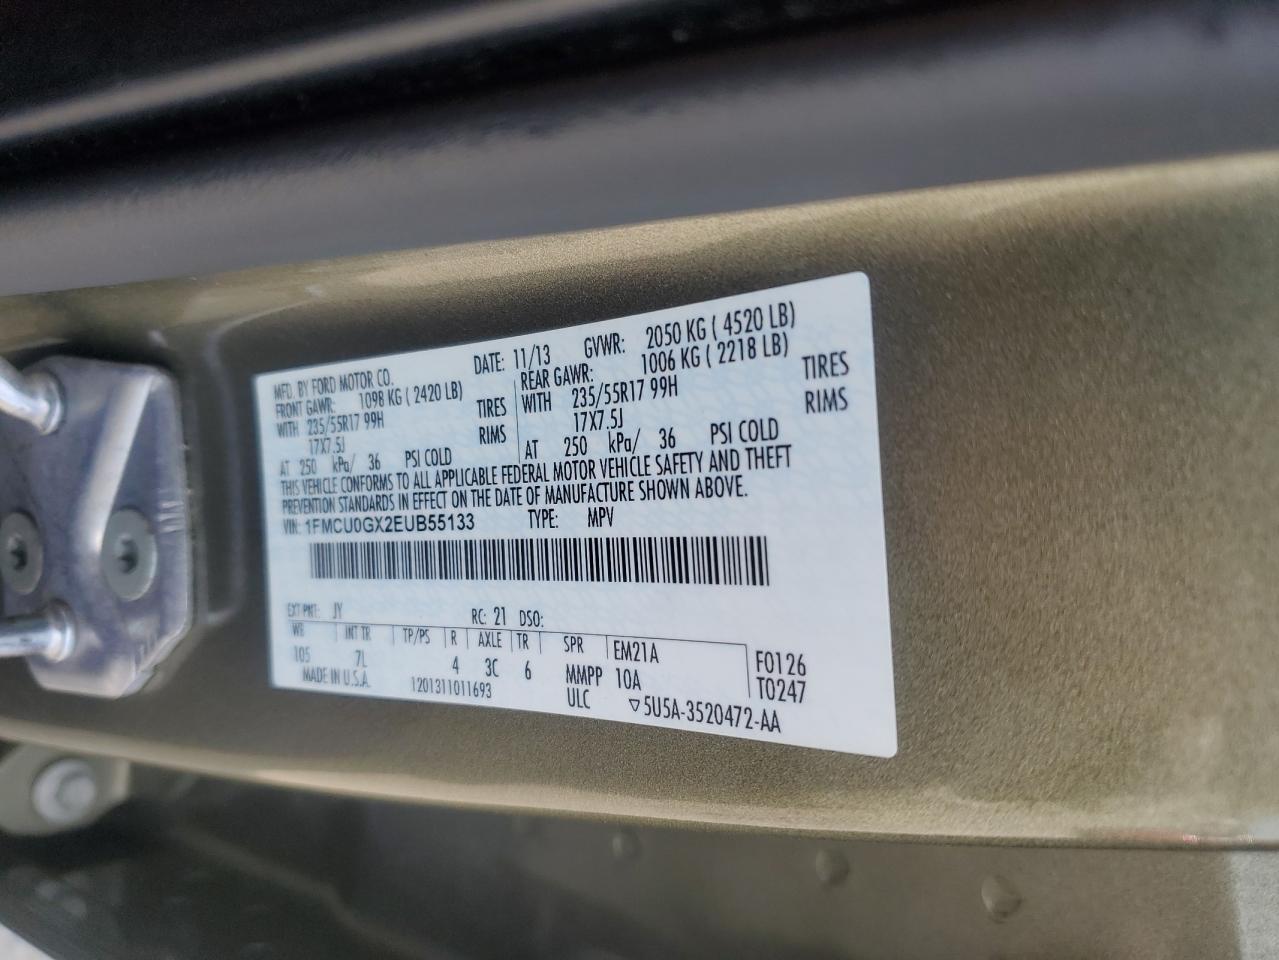 MFD. BY FORD MOTOR CO. DATE: 11/13 GVWR: 2050 KG ( 4520 LB)
FRONT GAWR: 1098 KG ( 2420 LB) REAR GAWR: 1006 KG ( 2218 LB)
WITH 235/55R17 99H TIRES WITH 235/55R17 99H TIRES
17X7.5J RIMS 17X7.5J RIMS
AT 250 kPa/ 36 PSI COLD AT 250 kPa/ 36 PSI COLD
THIS VEHICLE CONFORMS TO ALL APPLICABLE FEDERAL MOTOR VEHICLE SAFETY AND THEFT
PREVENTION STANDARDS IN EFFECT ON THE DATE OF MANUFACTURE SHOWN ABOVE.
VIN: 1FMCU0GX2EUB55133 TYPE: MPV
EXT PNT: JY RC: 21 DSO:
WB INT TR TP/PS R AXLE TR SPR EM21A F0126
105 7L 4 3C 6 MMPP 10A T0247
MADE IN U.S.A. 1201311011693 ULC ▽5U5A-3520472-AA